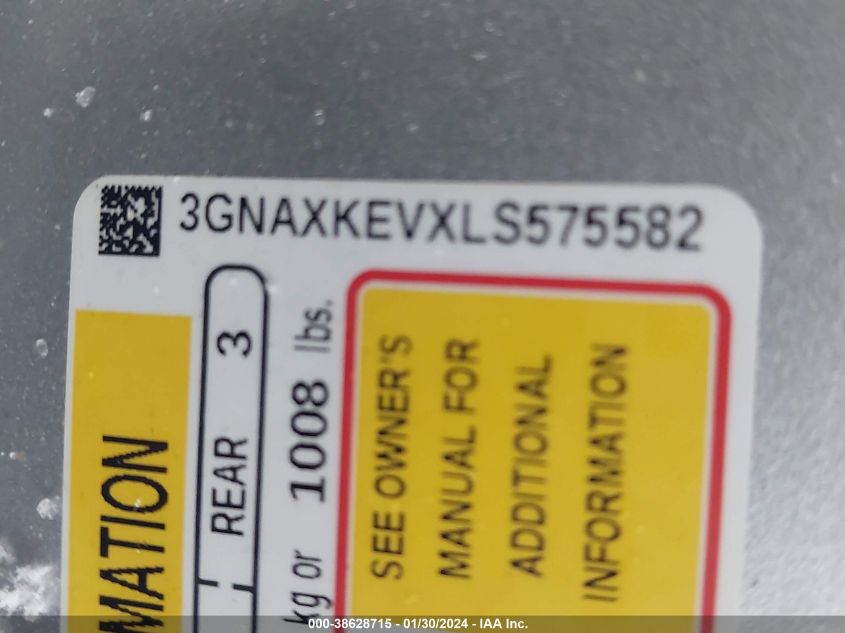 3GNAXKEVXLS575582
MATION
REAR 3
kg or 1008 lbs.
SEE OWNER'S
MANUAL FOR
ADDITIONAL
INFORMATION
000-38628715 - 01/30/2024 - IAA Inc.